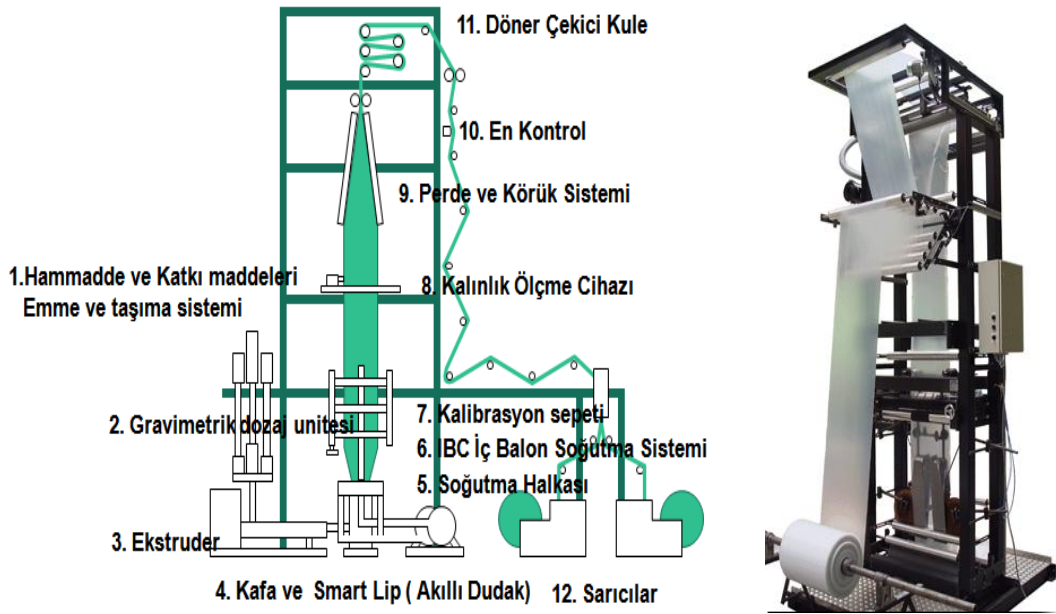 1.Hammadde ve Katkı maddeleri
Emme ve taşıma sistemi
2. Gravimetrik dozaj unitesi
3. Ekstruder
4. Kafa ve Smart Lip ( Akıllı Dudak)
5. Soğutma Halkası
6. IBC İç Balon Soğutma Sistemi
7. Kalibrasyon sepeti
8. Kalınlık Ölçme Cihazı
9. Perde ve Körük Sistemi
10. En Kontrol
11. Döner Çekici Kule
12. Sarıcılar